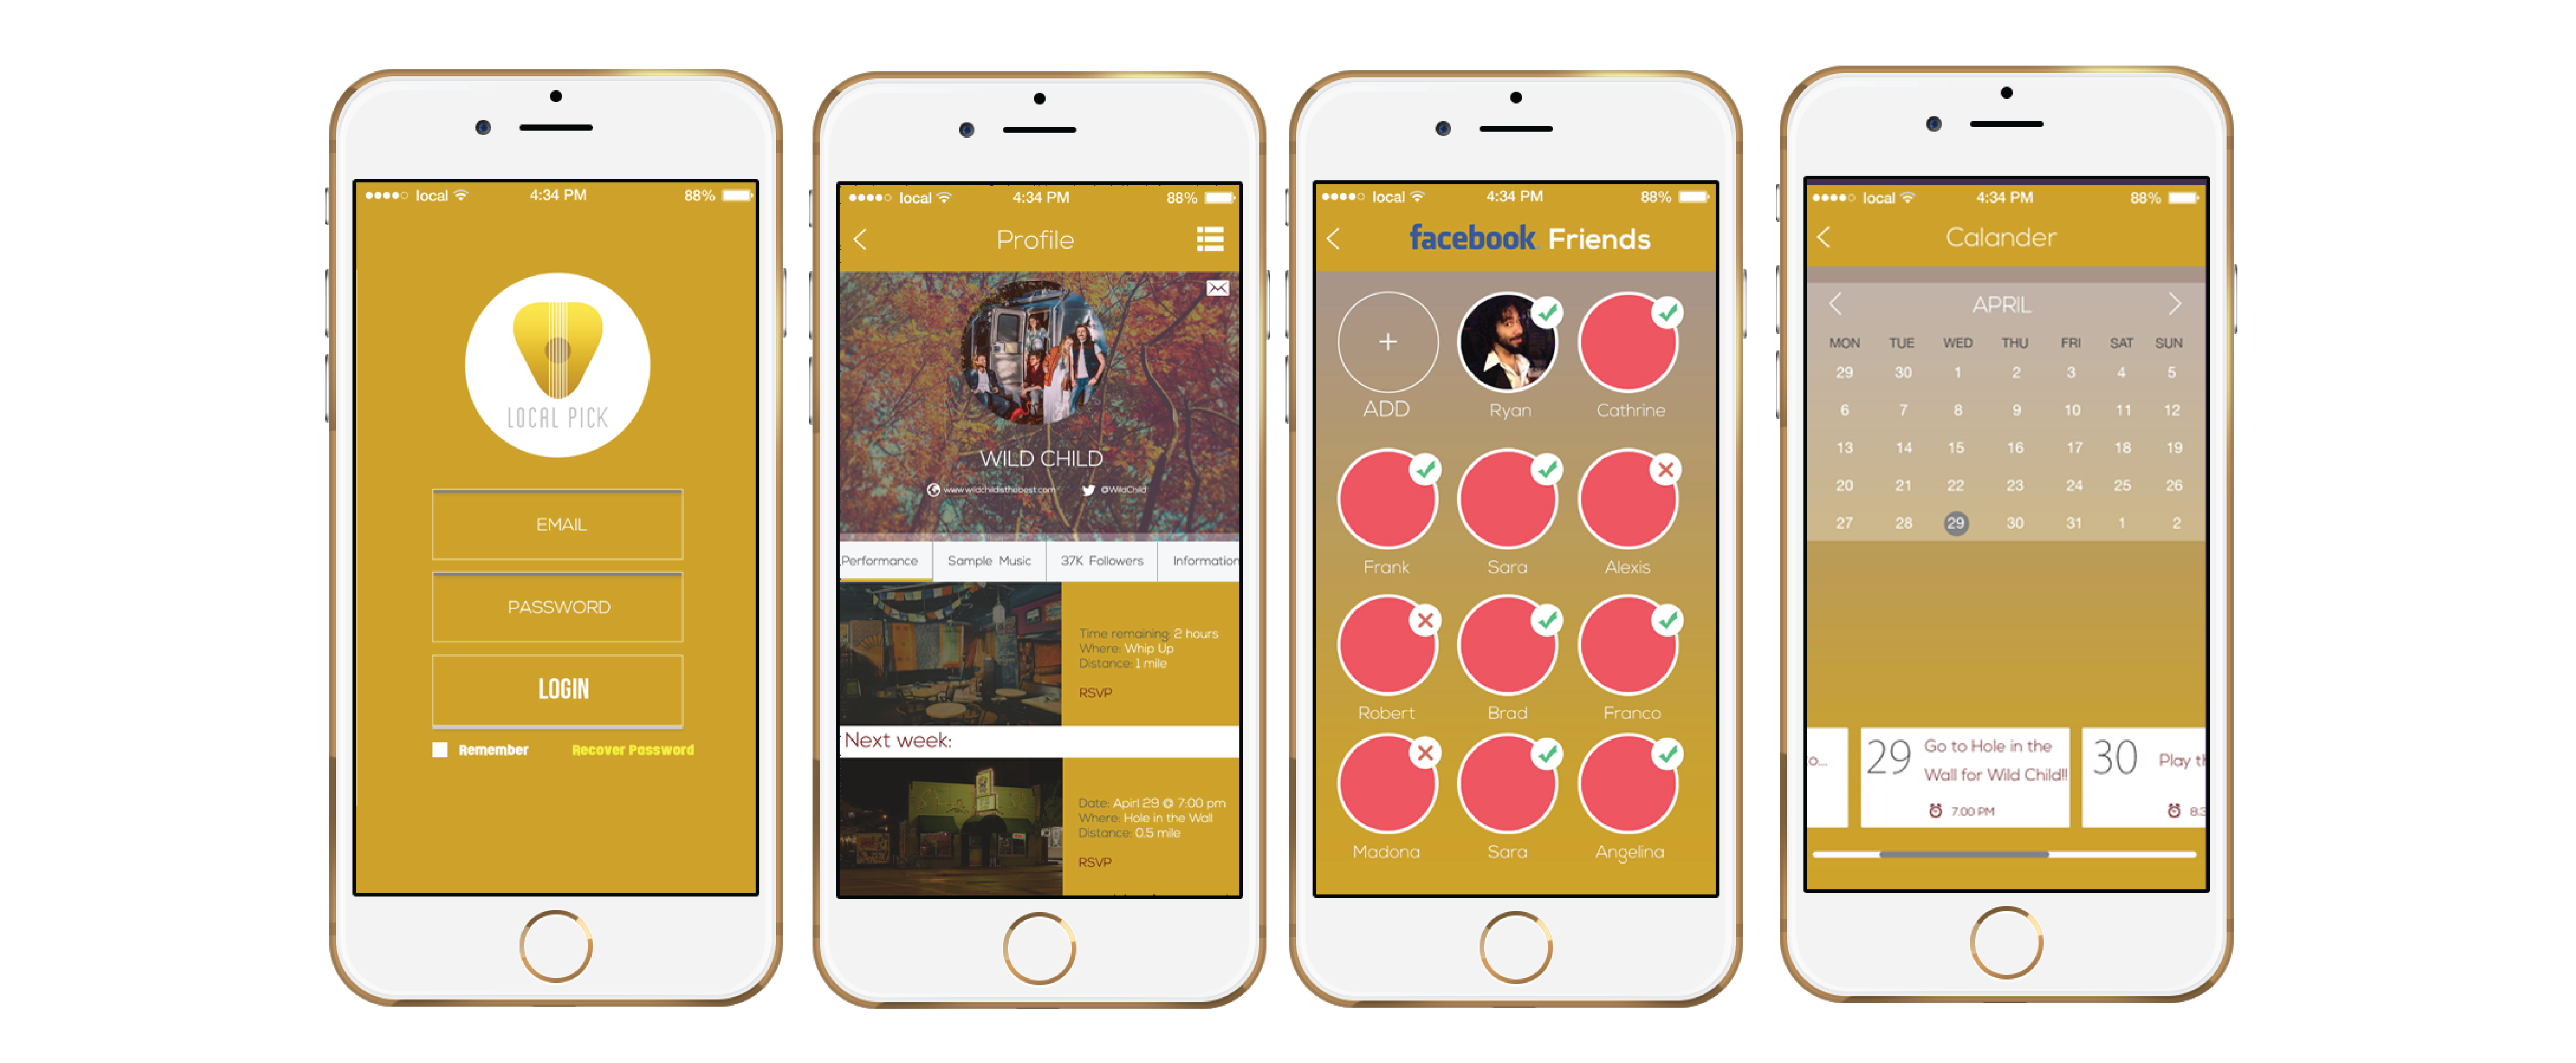 local 4:34 PM 88%
LOCAL PICK
EMAIL
PASSWORD
LOGIN
Remember Recover Password
local 4:34 PM 88%
Profile
WILD CHILD
www.wildchildisthebest.com @WildChild
Performance Sample Music 37K Followers Information
Time remaining: 2 hours
Where: Whip Up
Distance: 1 mile
RSVP
Next week:
Date: Apirl 29 @ 7:00 pm
Where: Hole in the Wall
Distance: 0.5 mile
RSVP
local 4:34 PM 88%
facebook Friends
ADD Ryan Cathrine
Frank Sara Alexis
Robert Brad Franco
Madona Sara Angelina
local 4:34 PM 88%
Calander
APRIL
MON TUE WED THU FRI SAT SUN
29 30 1 2 3 4 5
6 7 8 9 10 11 12
13 14 15 16 17 18 19
20 21 22 23 24 25 26
27 28 29 30 31 1 2
o...
29 Go to Hole in the
Wall for Wild Child!!
7:00 PM
30 Play
8:3